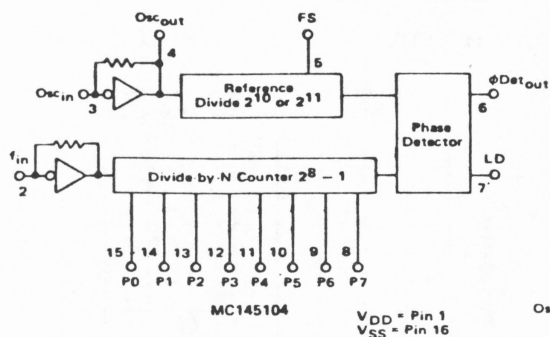 Osc out
4
FS
5
Osc in
3
Reference
Divide 2^10 or 2^11
Phase
Detector
φDet out
6
LD
7
f in
2
Divide-by-N Counter 2^8 – 1
15 14 13 12 11 10 9 8
P0 P1 P2 P3 P4 P5 P6 P7
MC145104
VDD = Pin 1
VSS = Pin 16
Os